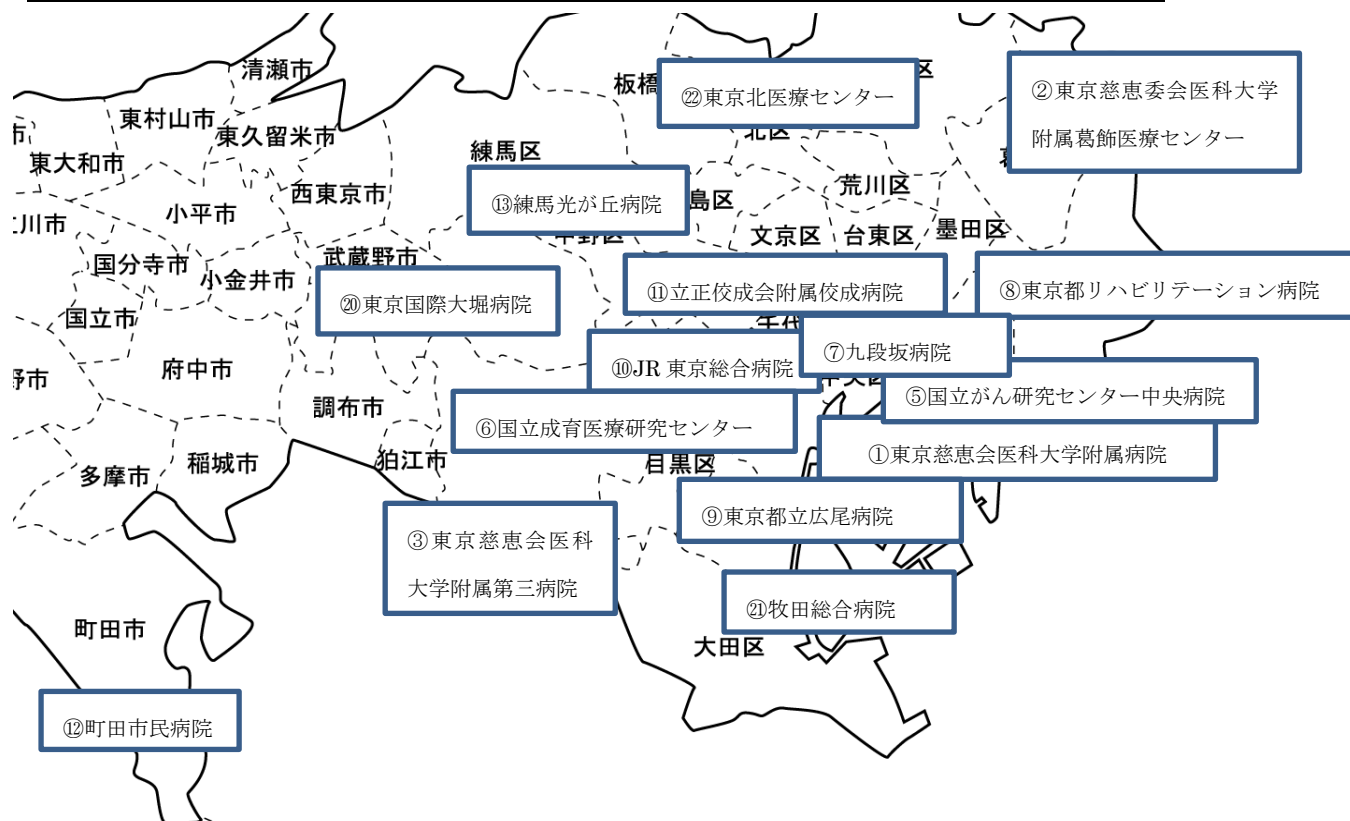 清瀬市
板橋
区
㉒東京北医療センター
②東京慈恵委会医科大学
附属葛飾医療センター
東村山市
東久留米市
北区
市
東大和市
練馬区
西東京市
⑬練馬光が丘病院
島区
荒川区
小平市
川市
中野区
文京区
台東区
墨田区
国分寺市
小金井市
武蔵野市
⑳東京国際大堀病院
⑪立正佼成会附属佼成病院
⑧東京都リハビリテーション病院
国立市
千代
⑦九段坂病院
府中市
野市
⑩JR 東京総合病院
中央区
⑤国立がん研究センター中央病院
調布市
⑥国立成育医療研究センター
①東京慈恵会医科大学附属病院
多摩市
稲城市
狛江市
目黒区
⑨東京都立広尾病院
③東京慈恵会医科
大学附属第三病院
㉑牧田総合病院
町田市
大田区
⑫町田市民病院